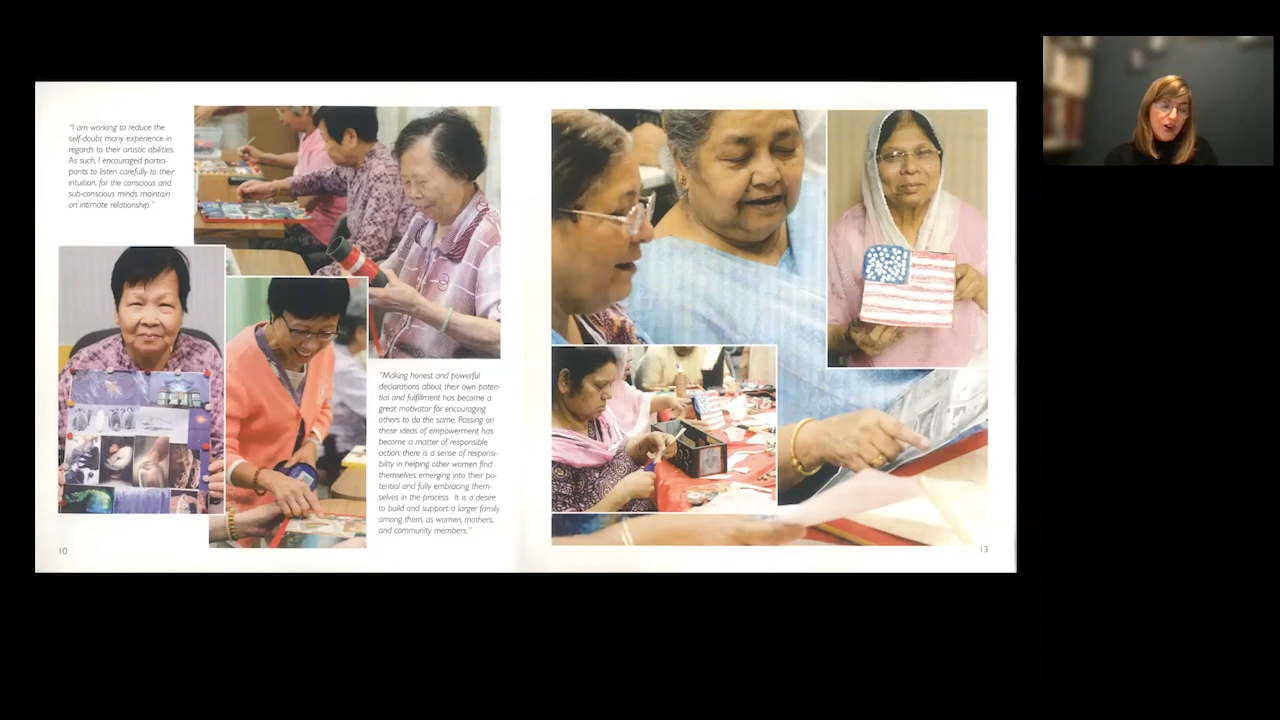 "I am working to reduce the
self-doubt many experience in
regards to their artistic abilities.
As such, I encouraged partici-
pants to listen carefully to their
intuition, for the conscious and
sub-conscious minds maintain
an intimate relationship."
"Making honest and powerful
declarations about their own poten-
tial and fulfillment has become a
great motivator for encouraging
others to do the same. Passing on
these ideas of empowerment has
become a matter of responsible
action; there is a sense of responsi-
bility in helping other women find
themselves emerging into their po-
tential and fully embracing them-
selves in the process. It is a desire
to build and support a larger family
among them, as women, mothers,
and community members."
10
13